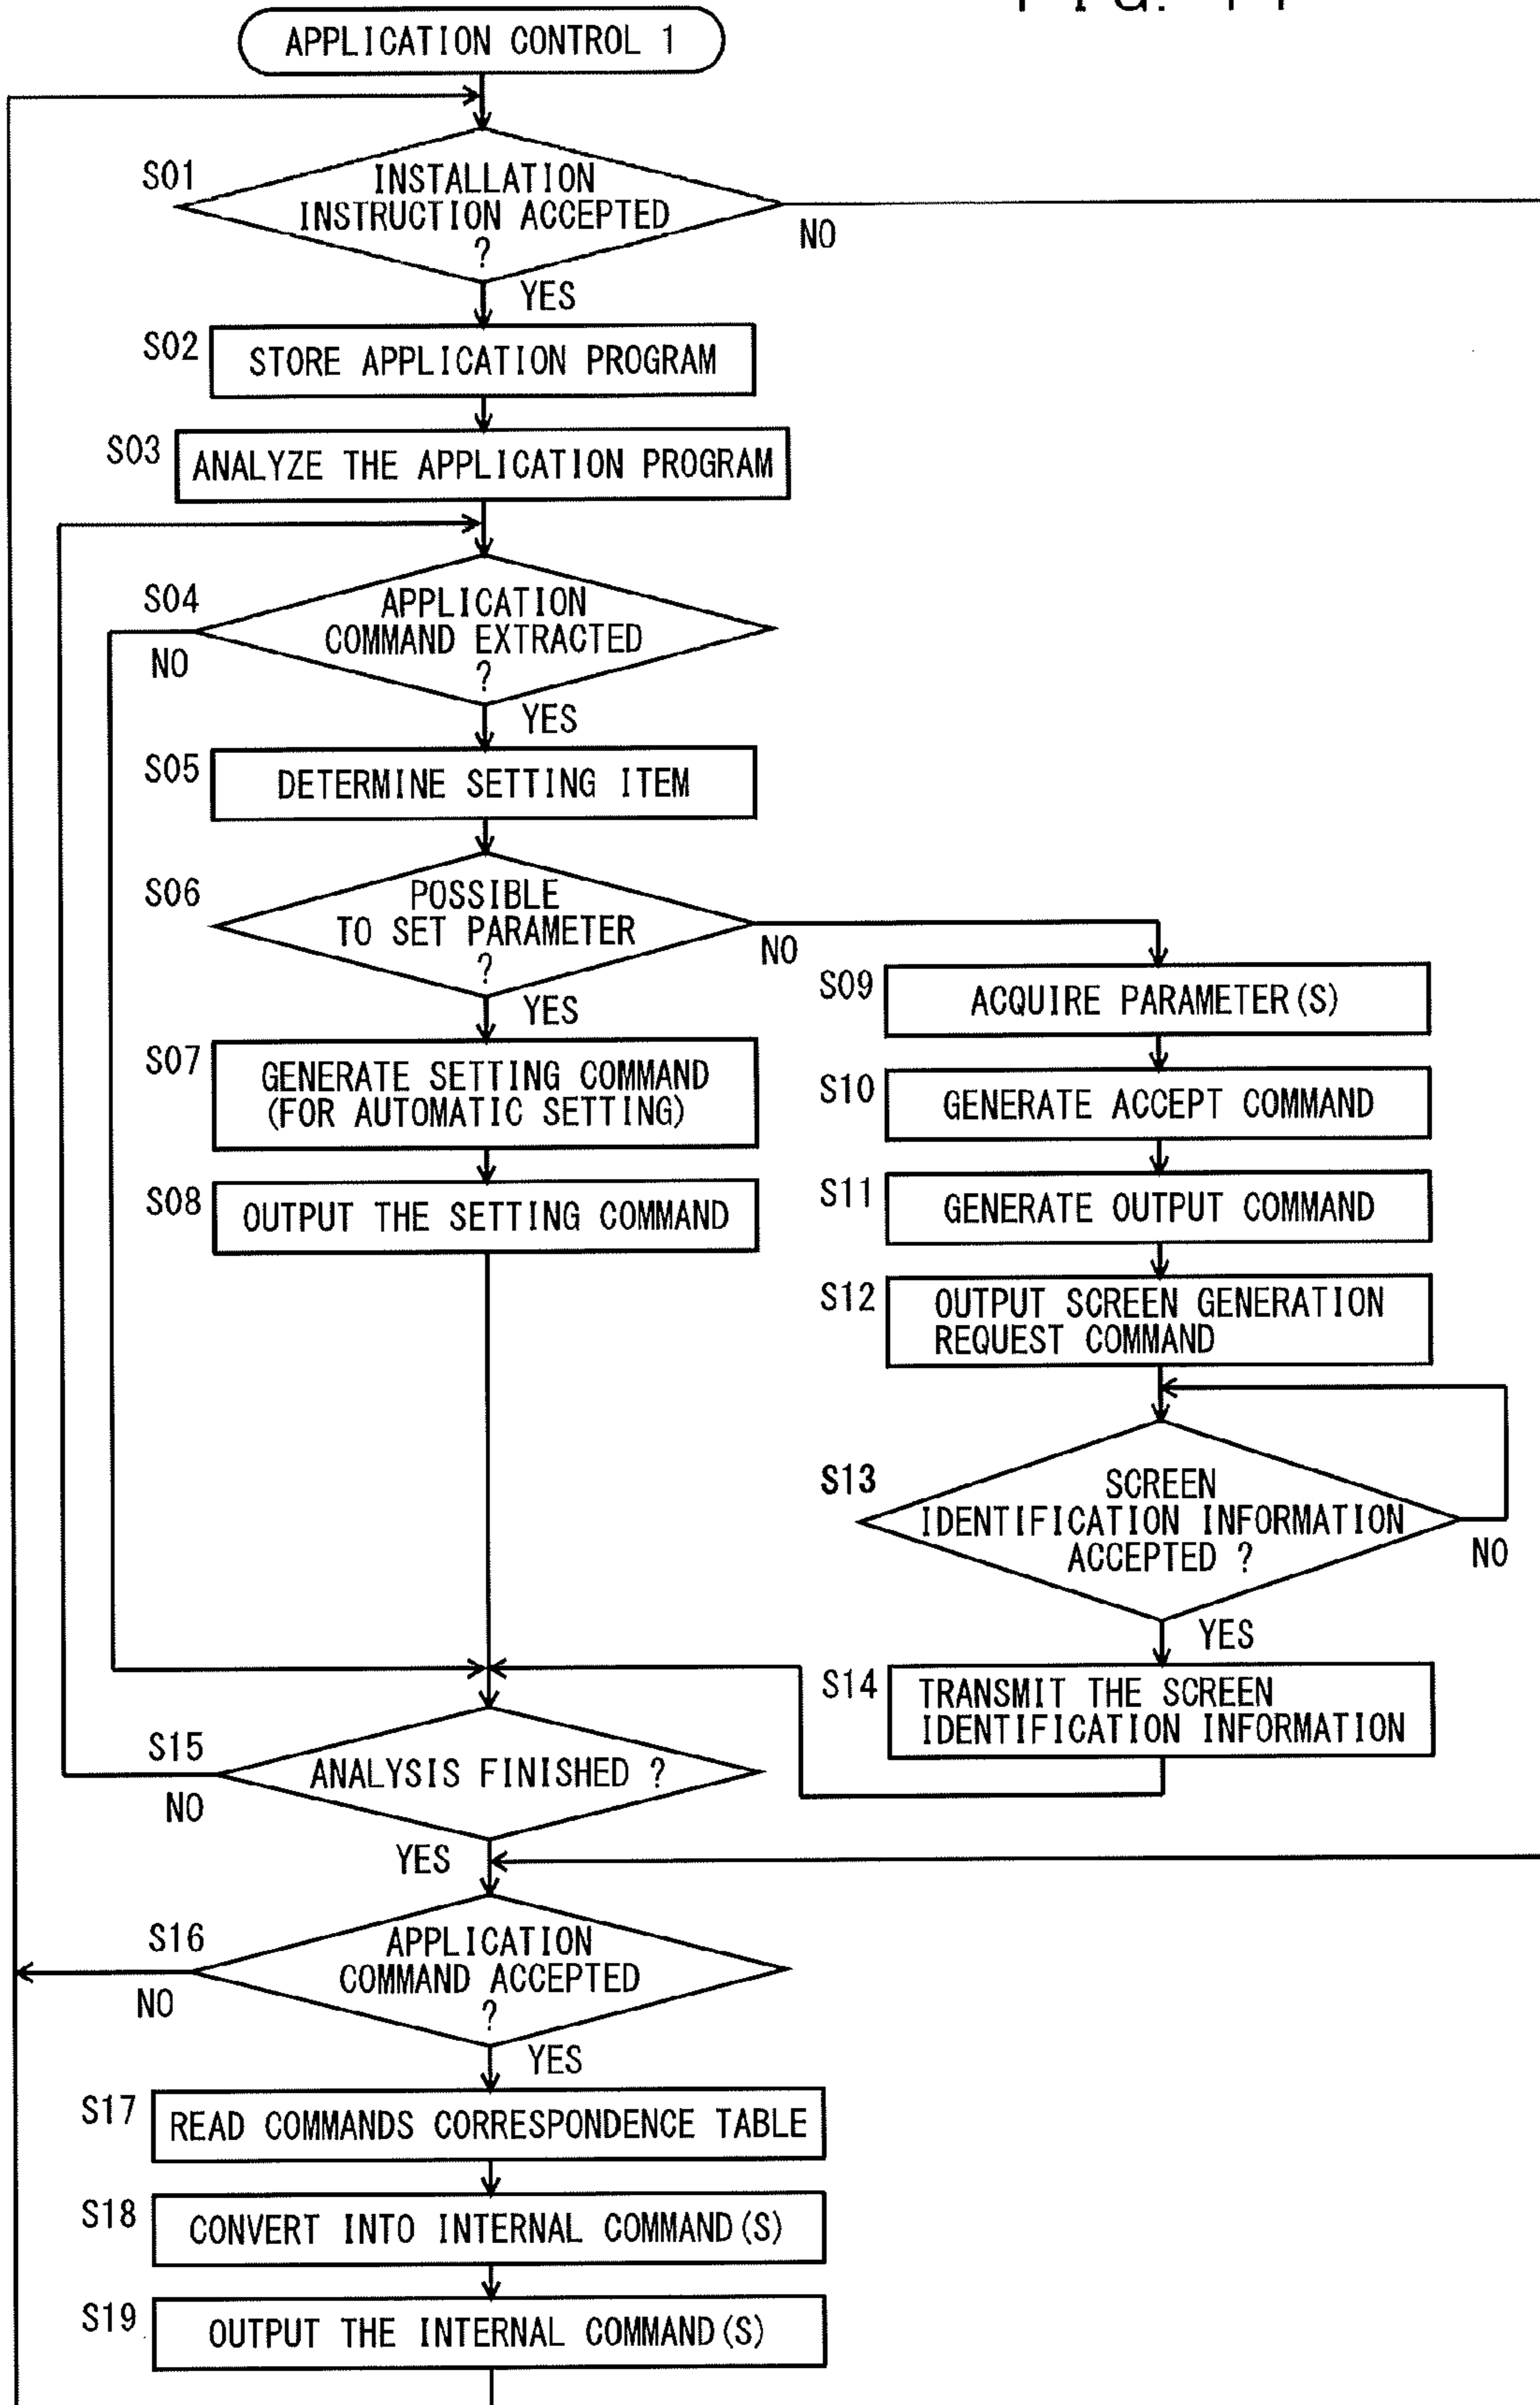 APPLICATION CONTROL 1
S01
INSTALLATION
INSTRUCTION ACCEPTED
?
NO
YES
S02
STORE APPLICATION PROGRAM
S03
ANALYZE THE APPLICATION PROGRAM
S04
APPLICATION
COMMAND EXTRACTED
?
NO
YES
S05
DETERMINE SETTING ITEM
S06
POSSIBLE
TO SET PARAMETER
?
NO
YES
S07
GENERATE SETTING COMMAND
(FOR AUTOMATIC SETTING)
S08
OUTPUT THE SETTING COMMAND
S09
ACQUIRE PARAMETER(S)
S10
GENERATE ACCEPT COMMAND
S11
GENERATE OUTPUT COMMAND
S12
OUTPUT SCREEN GENERATION
REQUEST COMMAND
S13
SCREEN
IDENTIFICATION INFORMATION
ACCEPTED ?
NO
YES
S14
TRANSMIT THE SCREEN
IDENTIFICATION INFORMATION
S15
ANALYSIS FINISHED ?
NO
YES
S16
APPLICATION
COMMAND ACCEPTED
?
NO
YES
S17
READ COMMANDS CORRESPONDENCE TABLE
S18
CONVERT INTO INTERNAL COMMAND(S)
S19
OUTPUT THE INTERNAL COMMAND(S)